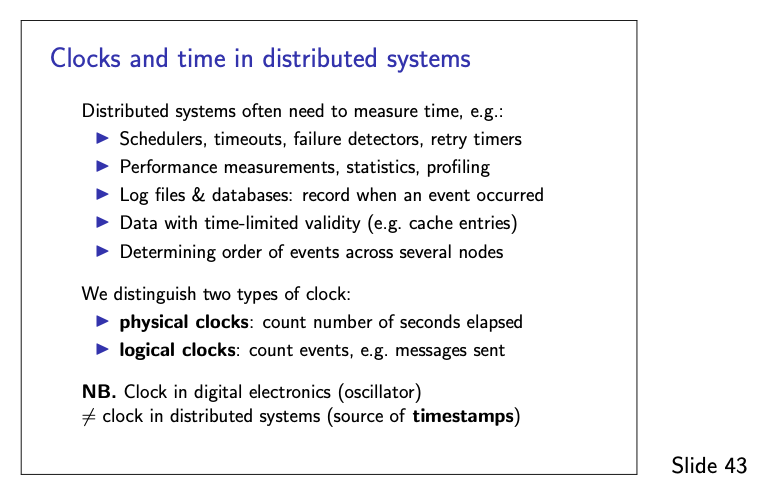 Clocks and time in distributed systems
Distributed systems often need to measure time, e.g.:
▶ Schedulers, timeouts, failure detectors, retry timers
▶ Performance measurements, statistics, profiling
▶ Log files & databases: record when an event occurred
▶ Data with time-limited validity (e.g. cache entries)
▶ Determining order of events across several nodes
We distinguish two types of clock:
▶ physical clocks: count number of seconds elapsed
▶ logical clocks: count events, e.g. messages sent
NB. Clock in digital electronics (oscillator)
≠ clock in distributed systems (source of timestamps)
Slide 43